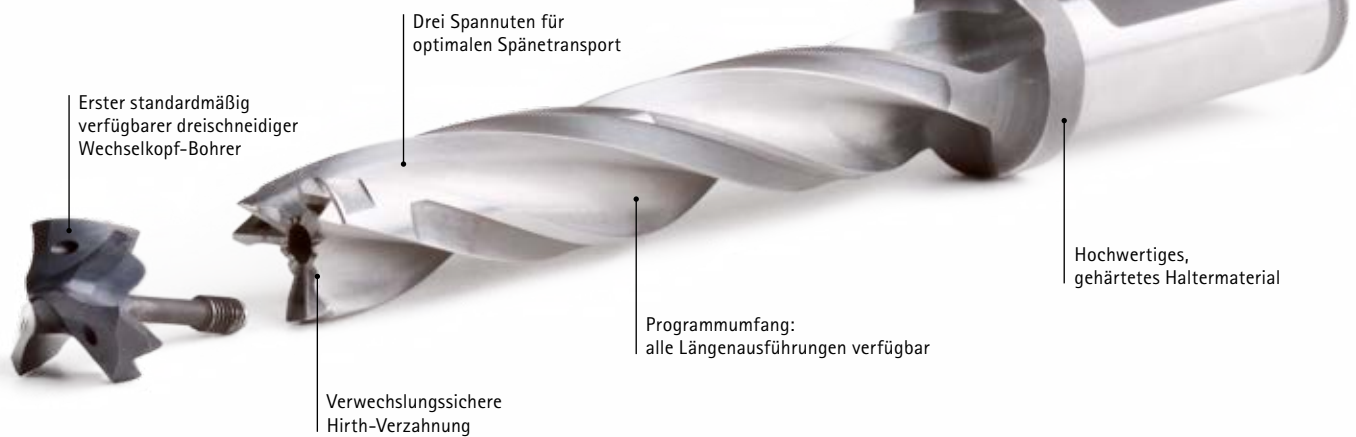 Drei Spannuten für
optimalen Spänetransport
Erster standardmäßig
verfügbarer dreischneidiger
Wechselkopf-Bohrer
Hochwertiges,
gehärtetes Haltermaterial
Programmumfang:
alle Längenausführungen verfügbar
Verwechslungssichere
Hirth-Verzahnung